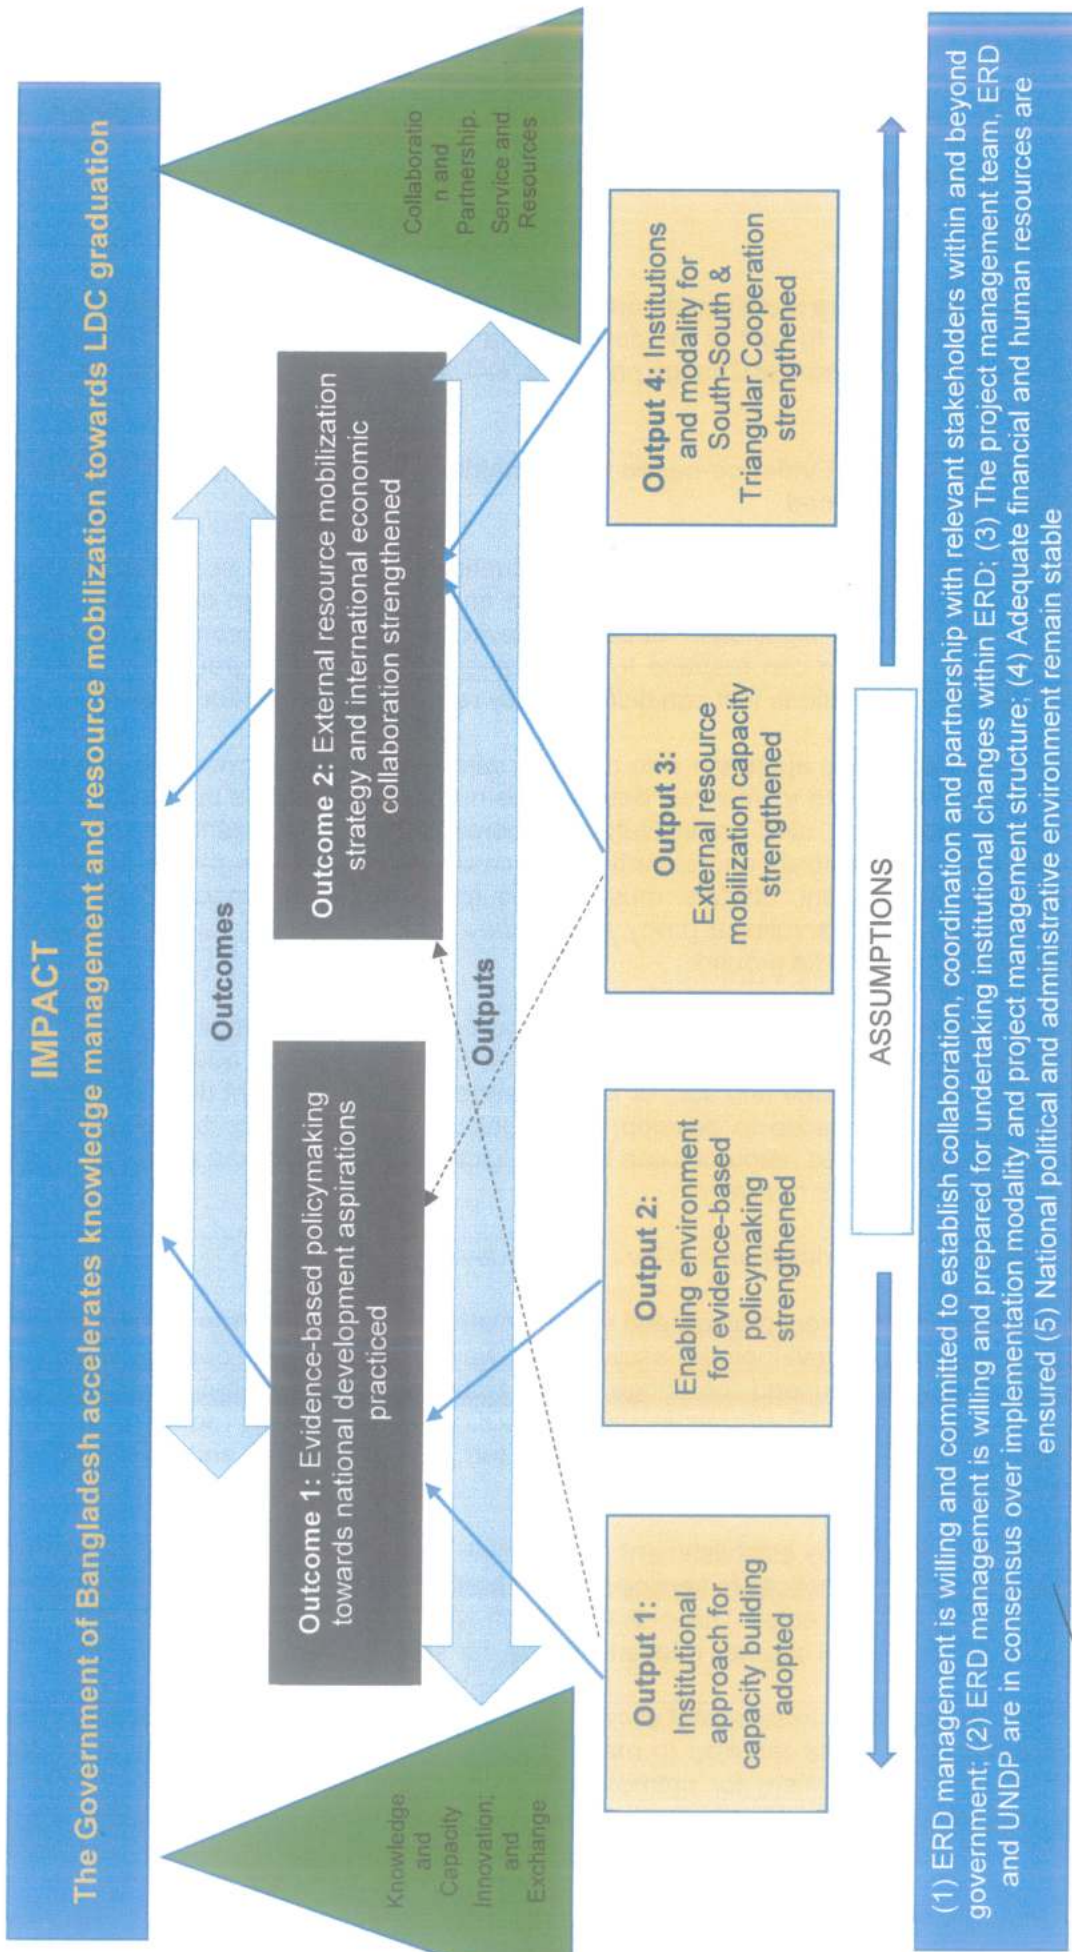 IMPACT
The Government of Bangladesh accelerates knowledge management and resource mobilization towards LDC graduation
Outcomes
Knowledge
and
Capacity
Innovation;
and
Exchange
Outcome 1: Evidence-based policymaking
towards national development aspirations
practiced
Outcome 2: External resource mobilization
strategy and international economic
collaboration strengthened
Collaboratio
n and
Partnership.
Service and
Resources
Outputs
Output 1:
Institutional
approach for
capacity building
adopted
Output 2:
Enabling environment
for evidence-based
policymaking
strengthened
Output 3:
External resource
mobilization capacity
strengthened
Output 4: Institutions
and modality for
South-South &
Triangular Cooperation
strengthened
ASSUMPTIONS
(1) ERD management is willing and committed to establish collaboration, coordination and partnership with relevant stakeholders within and beyond
government; (2) ERD management is willing and prepared for undertaking institutional changes within ERD; (3) The project management team, ERD
and UNDP are in consensus over implementation modality and project management structure; (4) Adequate financial and human resources are
ensured (5) National political and administrative environment remain stable